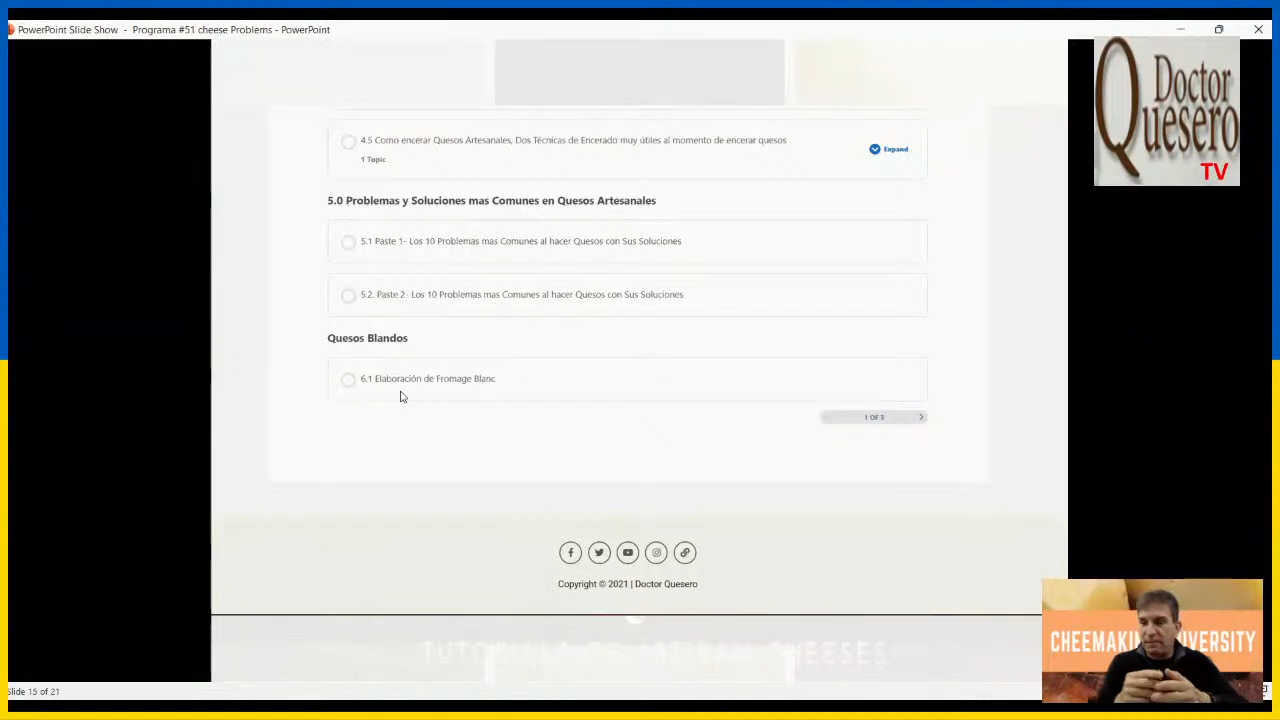 PowerPoint Slide Show - Programa #51 cheese Problems - PowerPoint
Doctor
Quesero
TV
4.5 Como encerar Quesos Artesanales, Dos Técnicas de Encerado muy útiles al momento de encerar quesos
1 Topic
Expand
5.0 Problemas y Soluciones mas Comunes en Quesos Artesanales
5.1 Paste 1- Los 10 Problemas mas Comunes al hacer Quesos con Sus Soluciones
5.2. Paste 2- Los 10 Problemas mas Comunes al hacer Quesos con Sus Soluciones
Quesos Blandos
6.1 Elaboración de Fromage Blanc
1 OF 3
Copyright © 2021 | Doctor Quesero
CHEEMAKIN
VERSITY
CHEESES
Slide 15 of 21